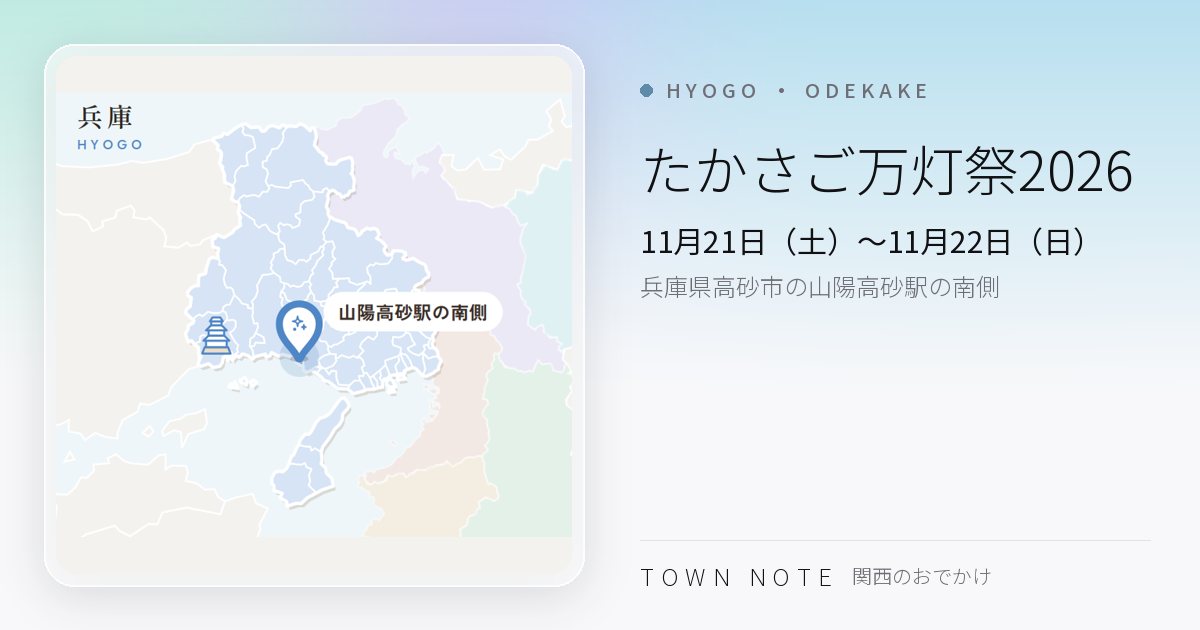 兵庫
HYOGO
山陽高砂駅の南側
HYOGO • ODEKAKE
たかさご万灯祭2026
11月21日（土）～11月22日（日）
兵庫県高砂市の山陽高砂駅の南側
TOWN NOTE 関西のおでかけ